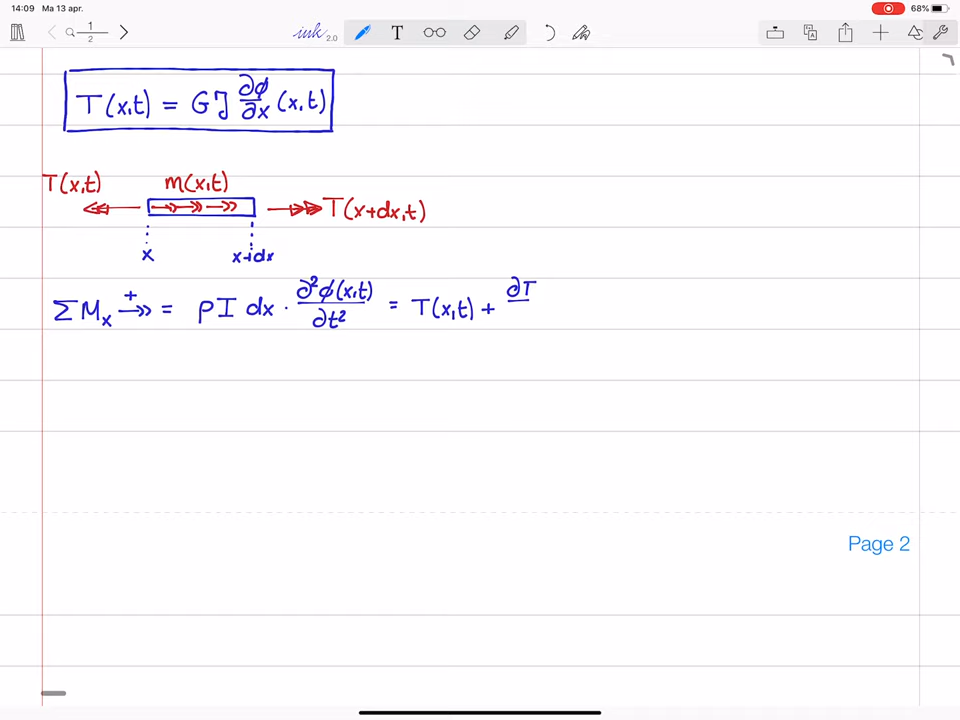 14:09 Ma 13 apr. 68%
1/2 ink 2.0 T
T(x,t) = GJ ∂ϕ/∂x (x,t)
T(x,t) m(x,t)
T(x+dx,t)
x x+dx
ΣMₓ + ↠ = ρI dx · ∂²ϕ(x,t)/∂t² = T(x,t) + ∂T
Page 2